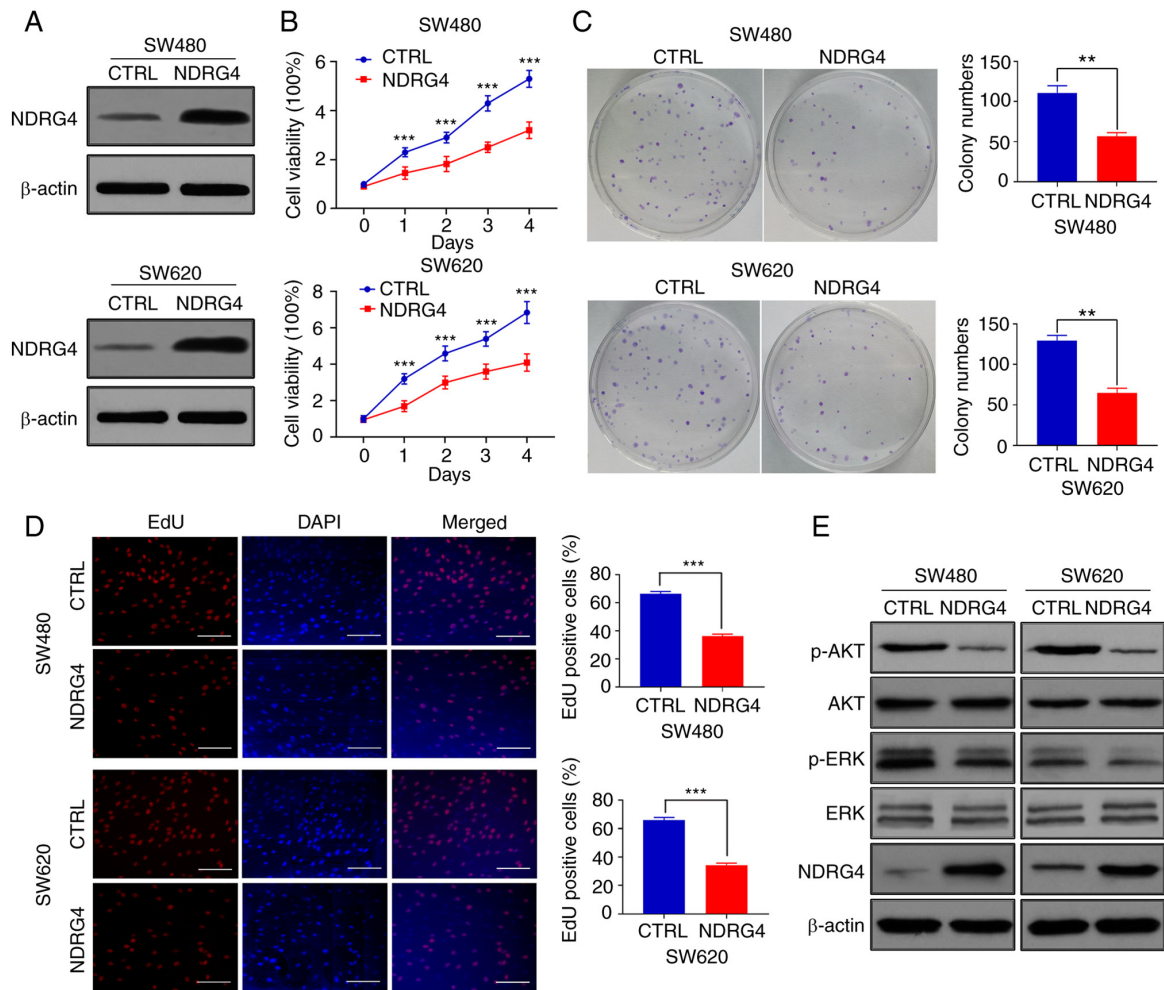 A
SW480
CTRL NDRG4
NDRG4
β-actin
SW620
CTRL NDRG4
NDRG4
β-actin
B
SW480
CTRL
NDRG4
Cell viability (100%)
6
4
2
0
*** *** *** ***
0 1 2 3 4
Days
SW620
CTRL
NDRG4
Cell viability (100%)
8
6
4
2
0
*** *** *** ***
0 1 2 3 4
Days
C
SW480
CTRL NDRG4
Colony numbers
150
100
50
0
**
CTRL NDRG4
SW480
SW620
CTRL NDRG4
Colony numbers
150
100
50
0
**
CTRL NDRG4
SW620
D
EdU DAPI Merged
SW480
CTRL
NDRG4
SW620
CTRL
NDRG4
EdU positive cells (%)
80
60
40
20
0
***
CTRL NDRG4
SW480
EdU positive cells (%)
80
60
40
20
0
***
CTRL NDRG4
SW620
E
SW480 SW620
CTRL NDRG4 CTRL NDRG4
p-AKT
AKT
p-ERK
ERK
NDRG4
β-actin